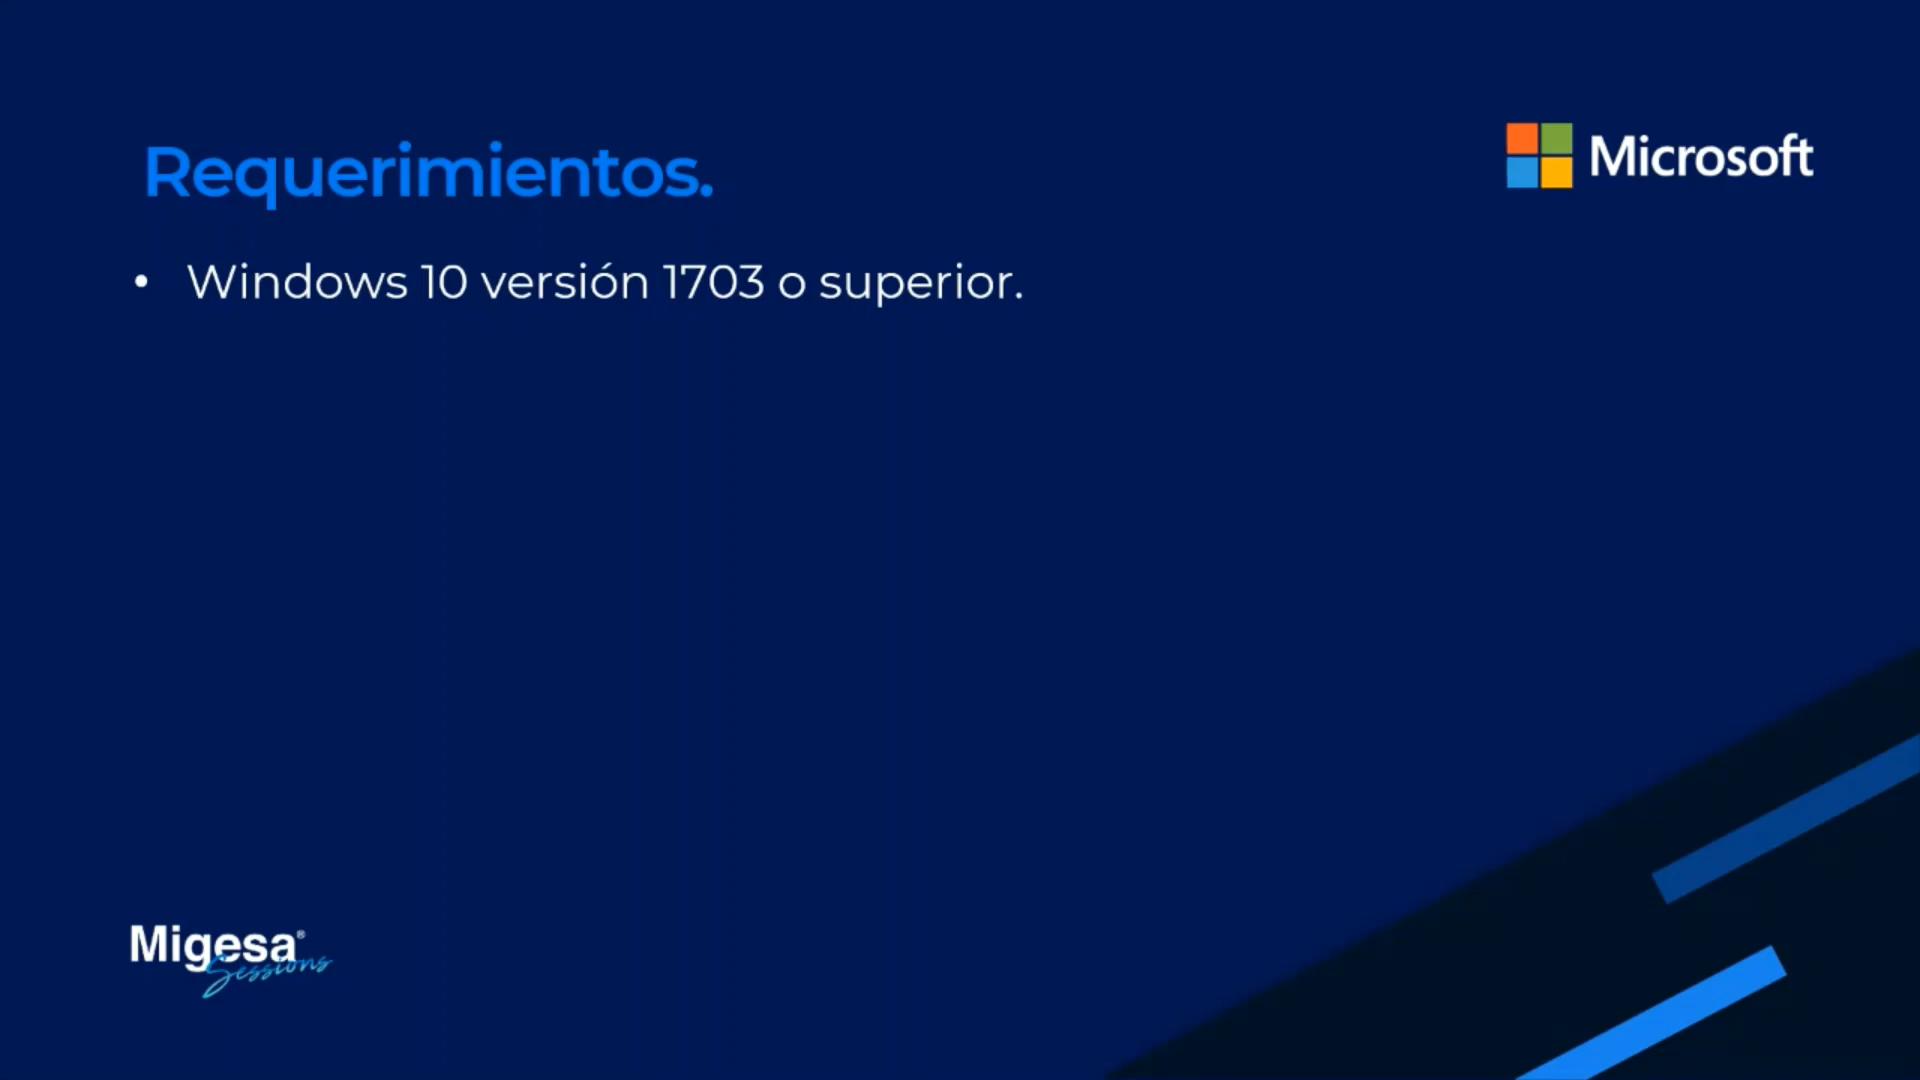 Requerimientos.
Microsoft
• Windows 10 versión 1703 o superior.
Migesa®
Sessions